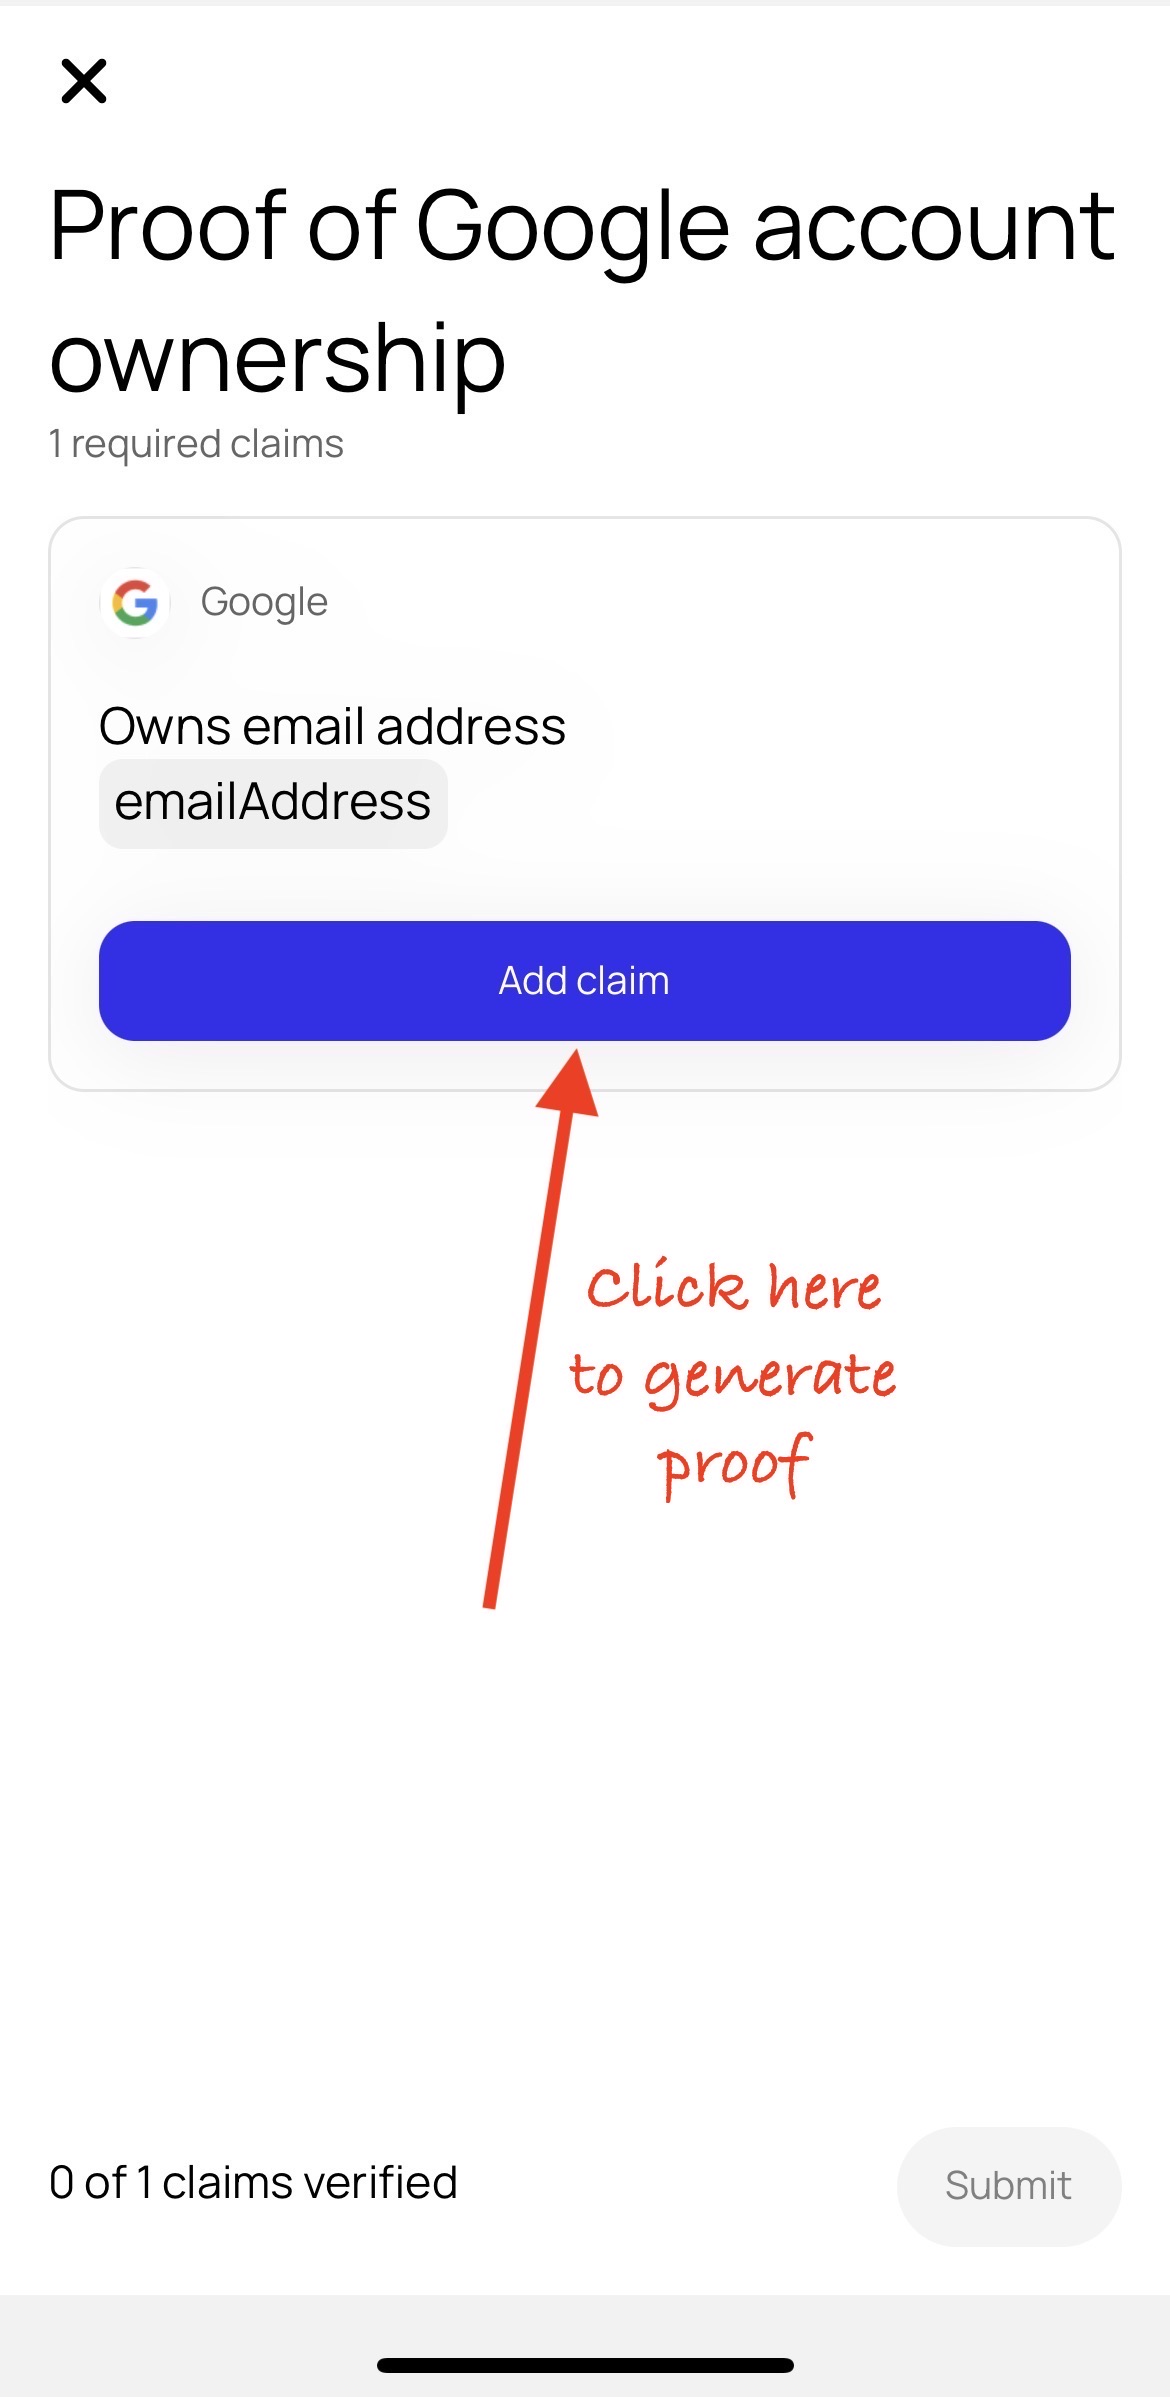 Proof of Google account
ownership
1 required claims
Google
Owns email address
emailAddress
Add claim
Click here
to generate
proof
0 of 1 claims verified
Submit